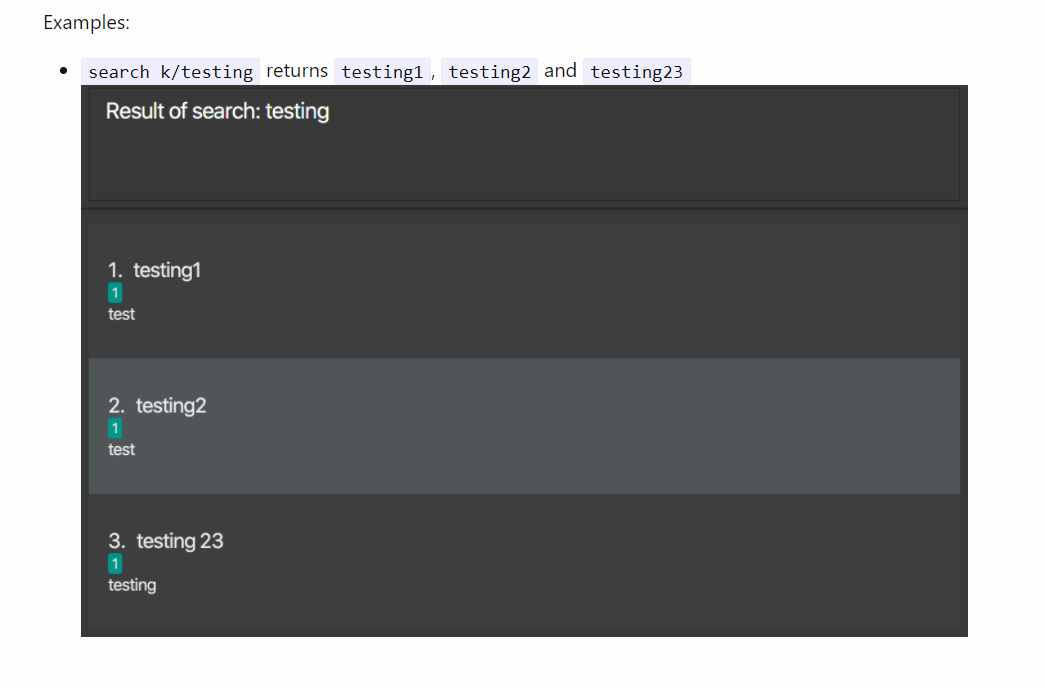 Examples:
• search k/testing returns testing1 , testing2 and testing23
Result of search: testing
1. testing1
1
test
2. testing2
1
test
3. testing 23
1
testing